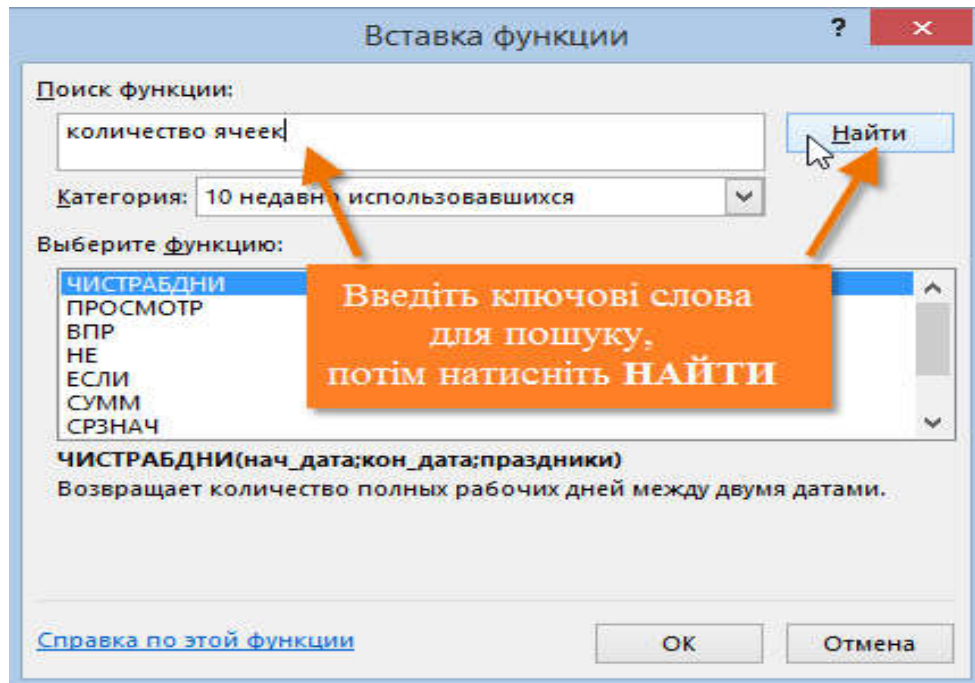 Вставка функции
?
Поиск функции:
количество ячеек
Найти
Категория: 10 недавно использовавшихся
Выберите функцию:
ЧИСТРАБДНИ
ПРОСМОТР
ВПР
НЕ
ЕСЛИ
СУММ
СРЗНАЧ
Введіть ключові слова
для пошуку,
потім натисніть НАЙТИ
ЧИСТРАБДНИ(нач_дата;кон_дата;праздники)
Возвращает количество полных рабочих дней между двумя датами.
Справка по этой функции
ОК
Отмена